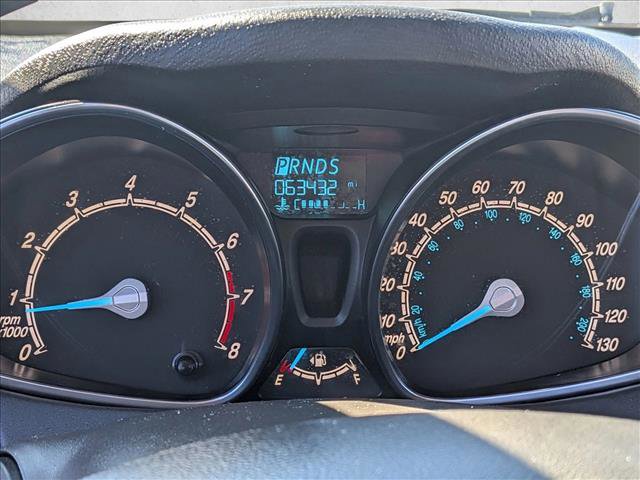 PRNDS
063432 mi
C H
0 1 2 3 4 5 6 7 8
rpm
x1000
E F
0 10 20 30 40 50 60 70 80 90 100 110 120 130
mph
20 40 60 80 100 120 140 160 180 200
km/h